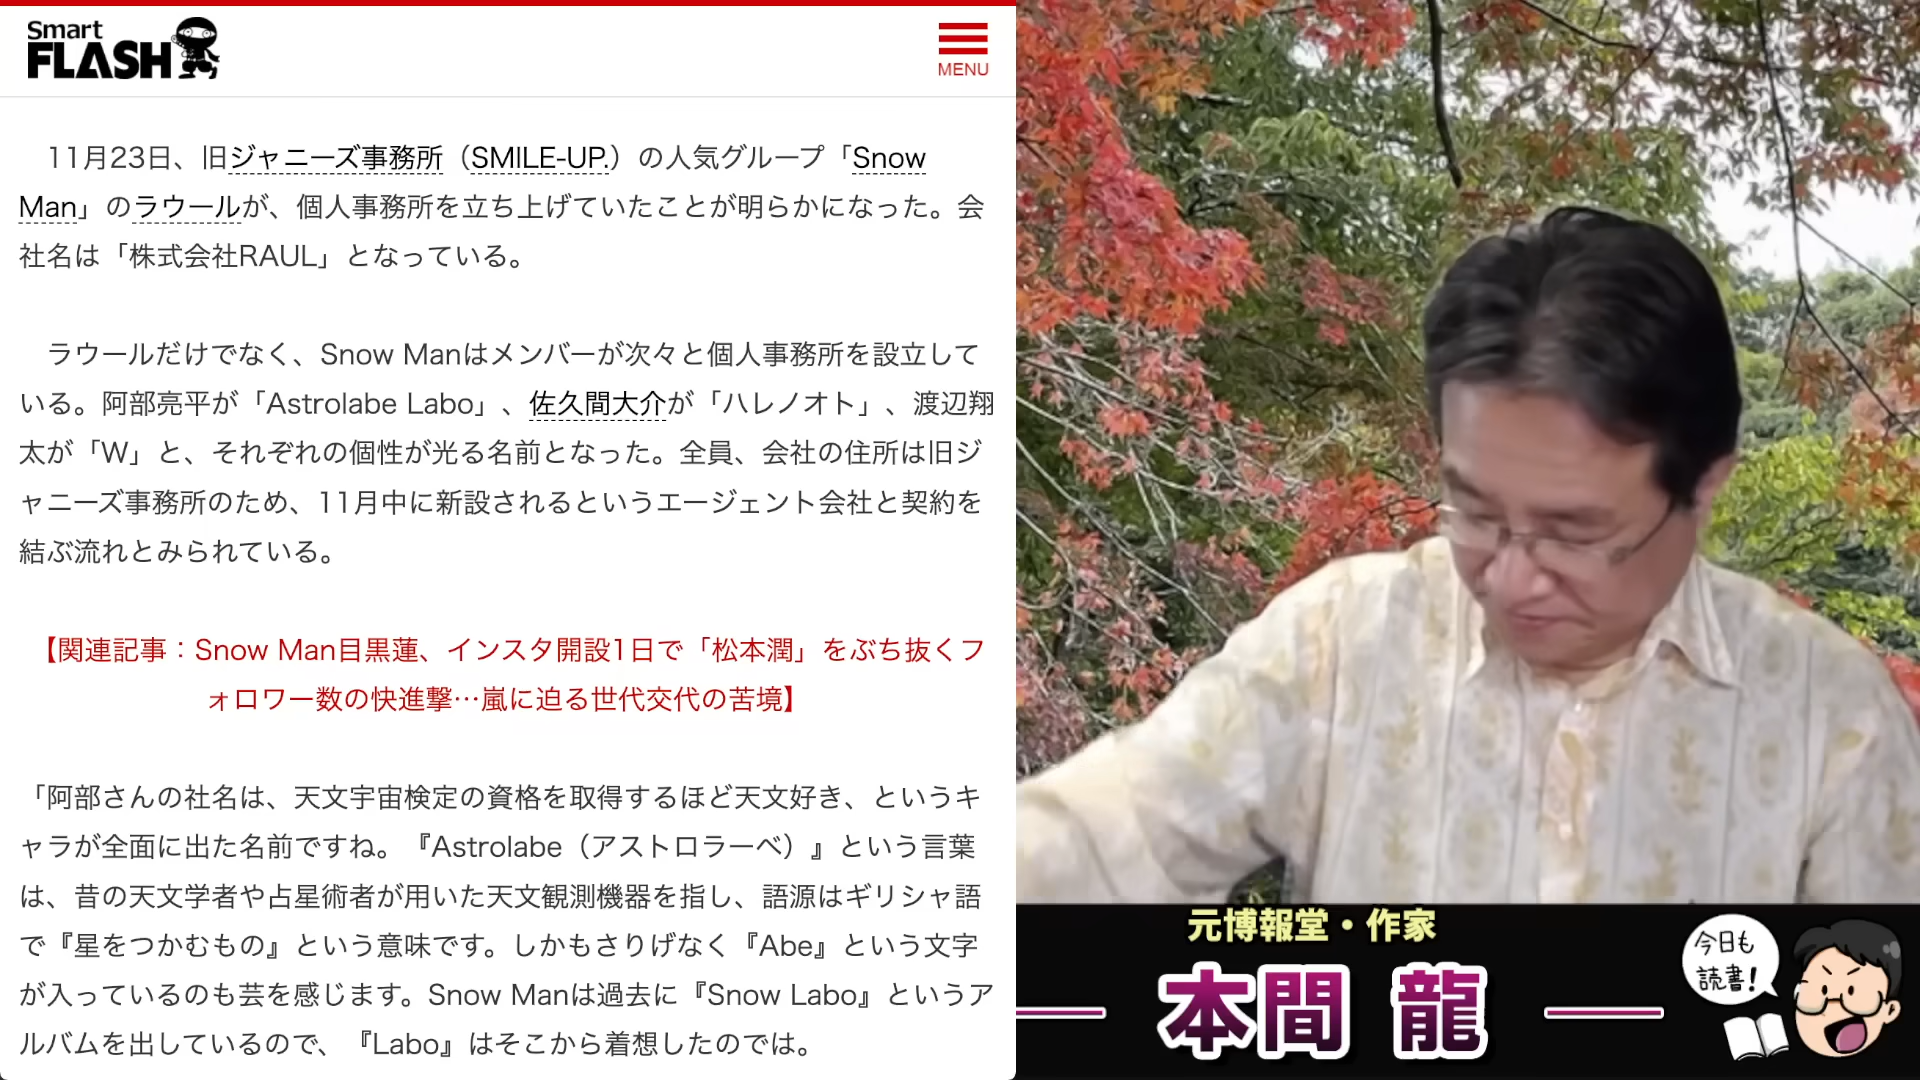 Smart
FLASH
MENU
11月23日、旧ジャニーズ事務所（SMILE-UP.）の人気グループ「Snow
Man」のラウールが、個人事務所を立ち上げていたことが明らかになった。会
社名は「株式会社RAUL」となっている。
ラウールだけでなく、Snow Manはメンバーが次々と個人事務所を設立して
いる。阿部亮平が「Astrolabe Labo」、佐久間大介が「ハレノオト」、渡辺翔
太が「W」と、それぞれの個性が光る名前となった。全員、会社の住所は旧ジ
ャニーズ事務所のため、11月中に新設されるというエージェント会社と契約を
結ぶ流れとみられている。
【関連記事：Snow Man目黒蓮、インスタ開設1日で「松本潤」をぶち抜くフ
ォロワー数の快進撃…嵐に迫る世代交代の苦境】
「阿部さんの社名は、天文宇宙検定の資格を取得するほど天文好き、というキ
ャラが全面に出た名前ですね。『Astrolabe（アストロラーベ）』という言葉
は、昔の天文学者や占星術者が用いた天文観測機器を指し、語源はギリシャ語
で『星をつかむもの』という意味です。しかもさりげなく『Abe』という文字
が入っているのも芸を感じます。Snow Manは過去に『Snow Labo』というア
ルバムを出しているので、『Labo』はそこから着想したのでは。
元博報堂・作家
本間 龍
今日も
読書!